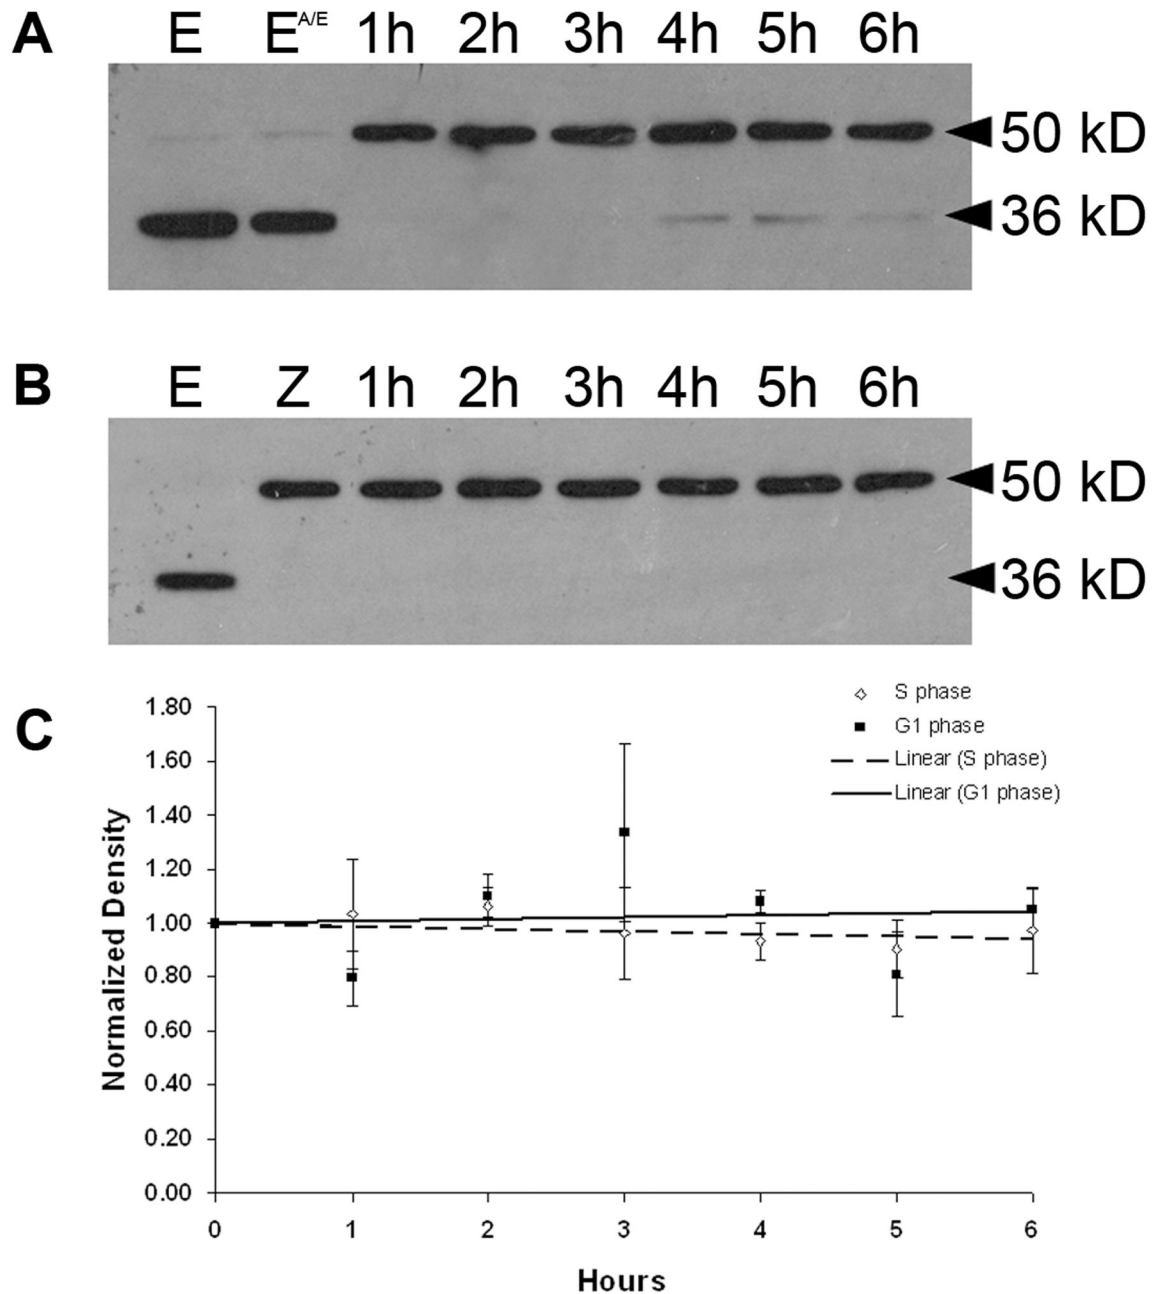 A E E^A/E 1h 2h 3h 4h 5h 6h
50 kD
36 kD
B E Z 1h 2h 3h 4h 5h 6h
50 kD
36 kD
C
S phase
G1 phase
Linear (S phase)
Linear (G1 phase)
1.80
1.60
1.40
1.20
1.00
0.80
0.60
0.40
0.20
0.00
Normalized Density
0 1 2 3 4 5 6
Hours